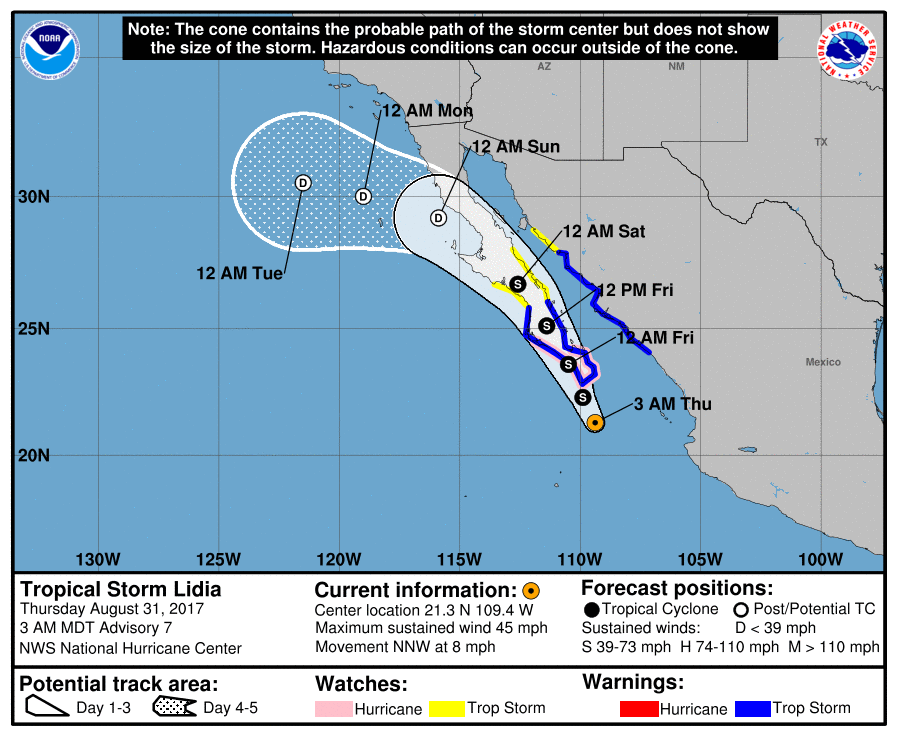 Note: The cone contains the probable path of the storm center but does not show
the size of the storm. Hazardous conditions can occur outside of the cone.
NOAA
NATIONAL WEATHER SERVICE
AZ
NM
TX
12 AM Mon
12 AM Sun
D
D
D
30N
12 AM Sat
12 AM Tue
S
12 PM Fri
25N
S
12 AM Fri
S
Mexico
S
3 AM Thu
20N
130W
125W
120W
115W
110W
105W
100W
Tropical Storm Lidia
Thursday August 31, 2017
3 AM MDT Advisory 7
NWS National Hurricane Center
Current information:
Center location 21.3 N 109.4 W
Maximum sustained wind 45 mph
Movement NNW at 8 mph
Forecast positions:
Tropical Cyclone
Post/Potential TC
Sustained winds:
D < 39 mph
S 39-73 mph H 74-110 mph M > 110 mph
Potential track area:
Day 1-3
Day 4-5
Watches:
Hurricane
Trop Storm
Warnings:
Hurricane
Trop Storm